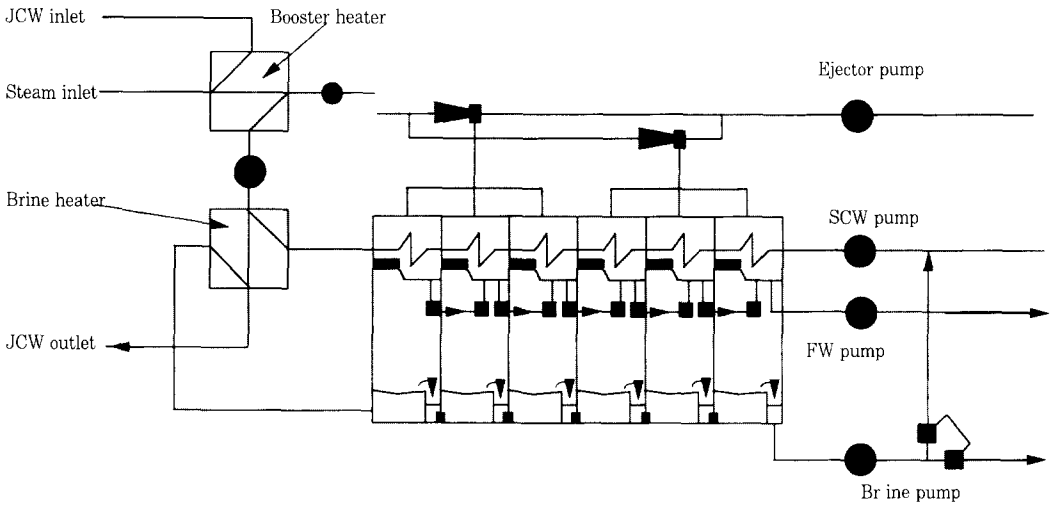 JCW inlet
Booster heater
Steam inlet
Ejector pump
Brine heater
SCW pump
JCW outlet
FW pump
Br ine pump